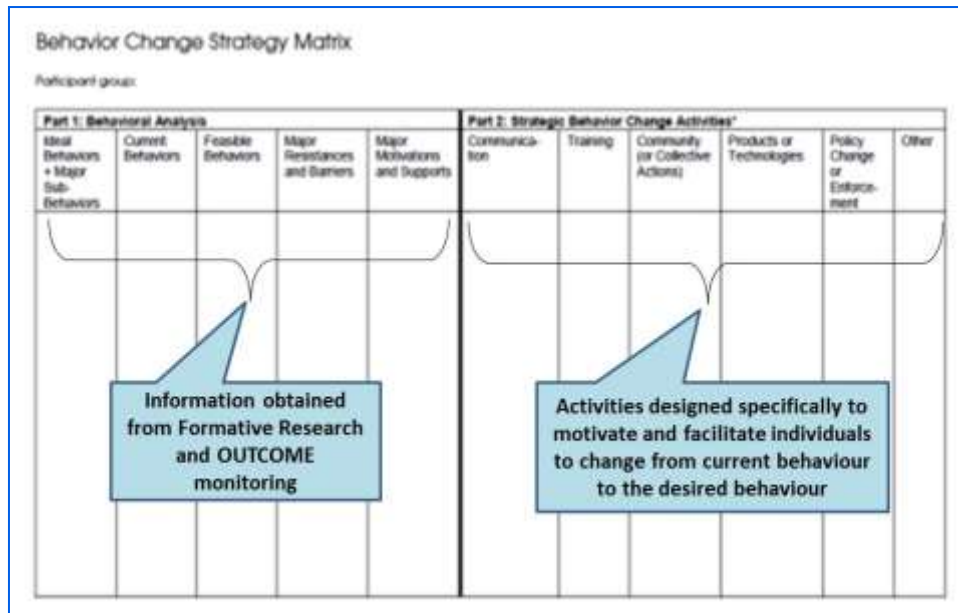 Behavior Change Strategy Matrix
Participant group:
Part 1: Behavioral Analysis
Part 2: Strategic Behavior Change Activities*
Ideal
Behaviors
+ Major
Sub-
Behaviors
Current
Behaviors
Feasible
Behaviors
Major
Resistances
and Barriers
Major
Motivations
and Supports
Communica-
tion
Training
Community
(or Collective
Actions)
Products or
Technologies
Policy
Change
or
Enforce-
ment
Other
Information obtained
from Formative Research
and OUTCOME
monitoring
Activities designed specifically to
motivate and facilitate individuals
to change from current behaviour
to the desired behaviour